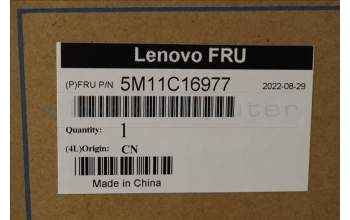 Lenovo FRU
(P)FRU P/N 5M11C16977 2022-08-29
Quantity: 1
(4L)Origin: CN
Made in China